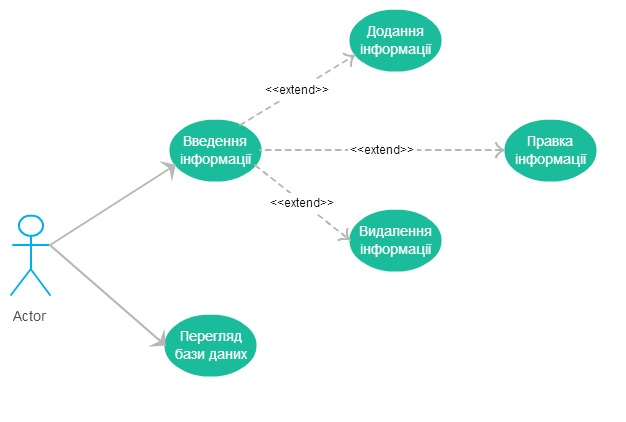 Додання
інформації
<<extend>>
Введення
інформації
<<extend>>
Правка
інформації
<<extend>>
Видалення
інформації
Actor
Перегляд
бази даних